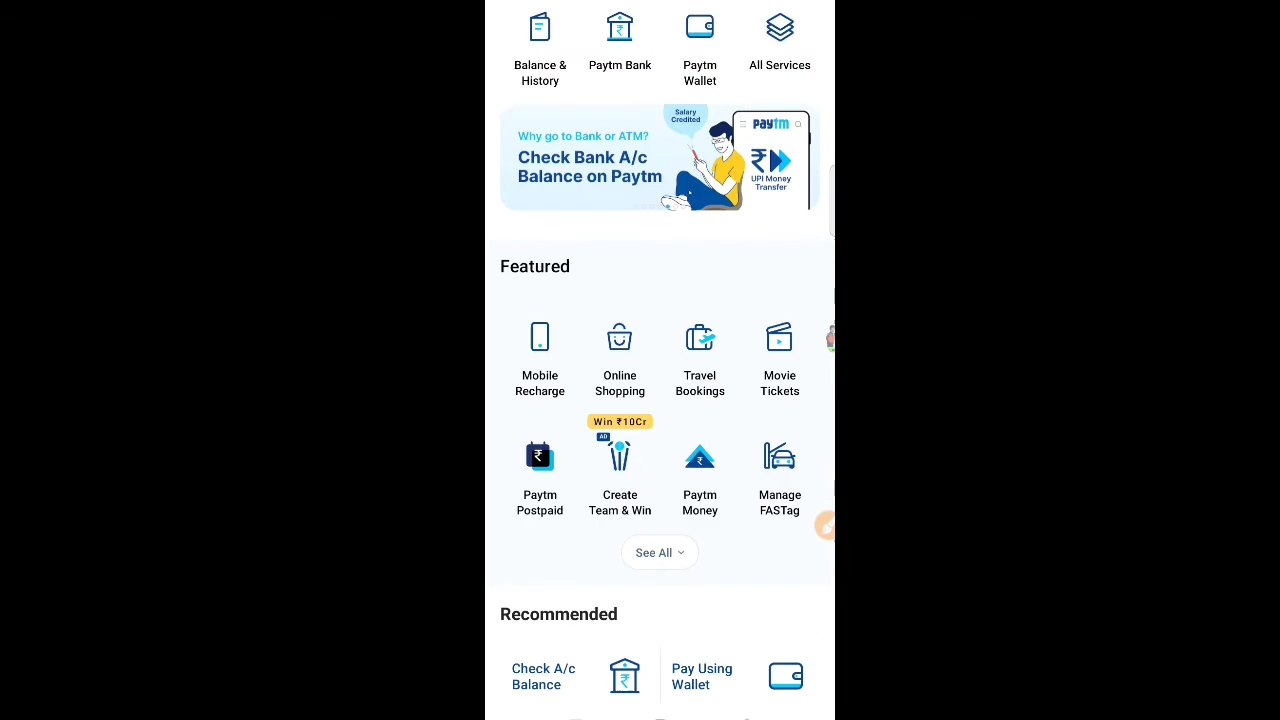 Balance & History
Paytm Bank
Paytm Wallet
All Services
Salary Credited
Why go to Bank or ATM?
Check Bank A/c
Balance on Paytm
paytm
₹
UPI Money Transfer
Featured
Mobile Recharge
Online Shopping
Travel Bookings
Movie Tickets
Win ₹10Cr
AD
Paytm Postpaid
Create Team & Win
Paytm Money
Manage FASTag
See All
Recommended
Check A/c Balance
Pay Using Wallet